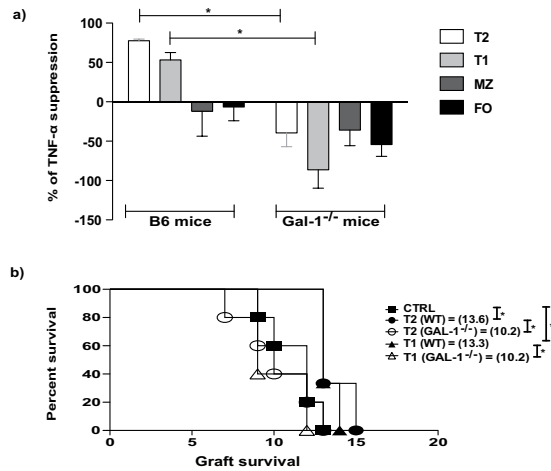 a)
* 
*
% of TNF-α suppression
100
50
0
-50
-100
-150
B6 mice
Gal-1-/- mice
T2
T1
MZ
FO
b)
Percent survival
100
80
60
40
20
0
0
5
10
15
20
Graft survival
CTRL
T2 (WT) = (13.6)
T2 (GAL-1-/-) = (10.2)
T1 (WT) = (13.3)
T1 (GAL-1-/-) = (10.2)
*
*
*